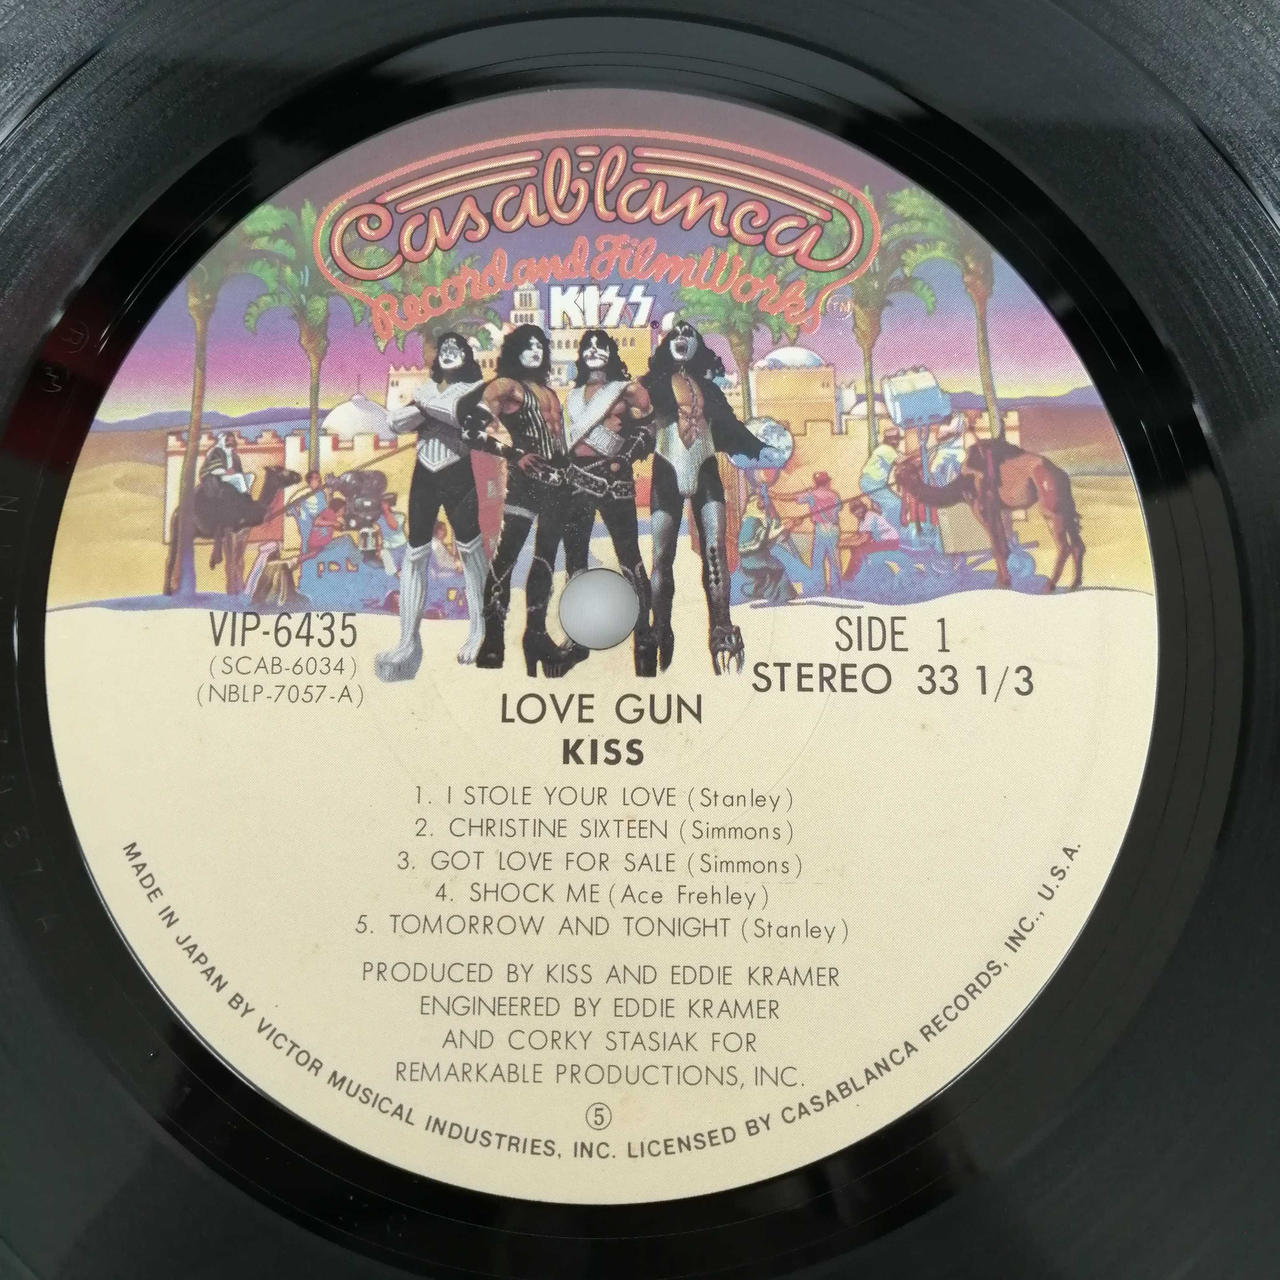 Casablanca
Record and FilmWorks
TM
KISS®
VIP-6435
(SCAB-6034)
(NBLP-7057-A)
SIDE 1
STEREO 33 1/3
LOVE GUN
KISS
1. I STOLE YOUR LOVE (Stanley)
2. CHRISTINE SIXTEEN (Simmons)
3. GOT LOVE FOR SALE (Simmons)
4. SHOCK ME (Ace Frehley)
5. TOMORROW AND TONIGHT (Stanley)
PRODUCED BY KISS AND EDDIE KRAMER
ENGINEERED BY EDDIE KRAMER
AND CORKY STASIAK FOR
REMARKABLE PRODUCTIONS, INC.
⑤
MADE IN JAPAN BY VICTOR MUSICAL INDUSTRIES, INC. LICENSED BY CASABLANCA RECORDS, INC., U.S.A.